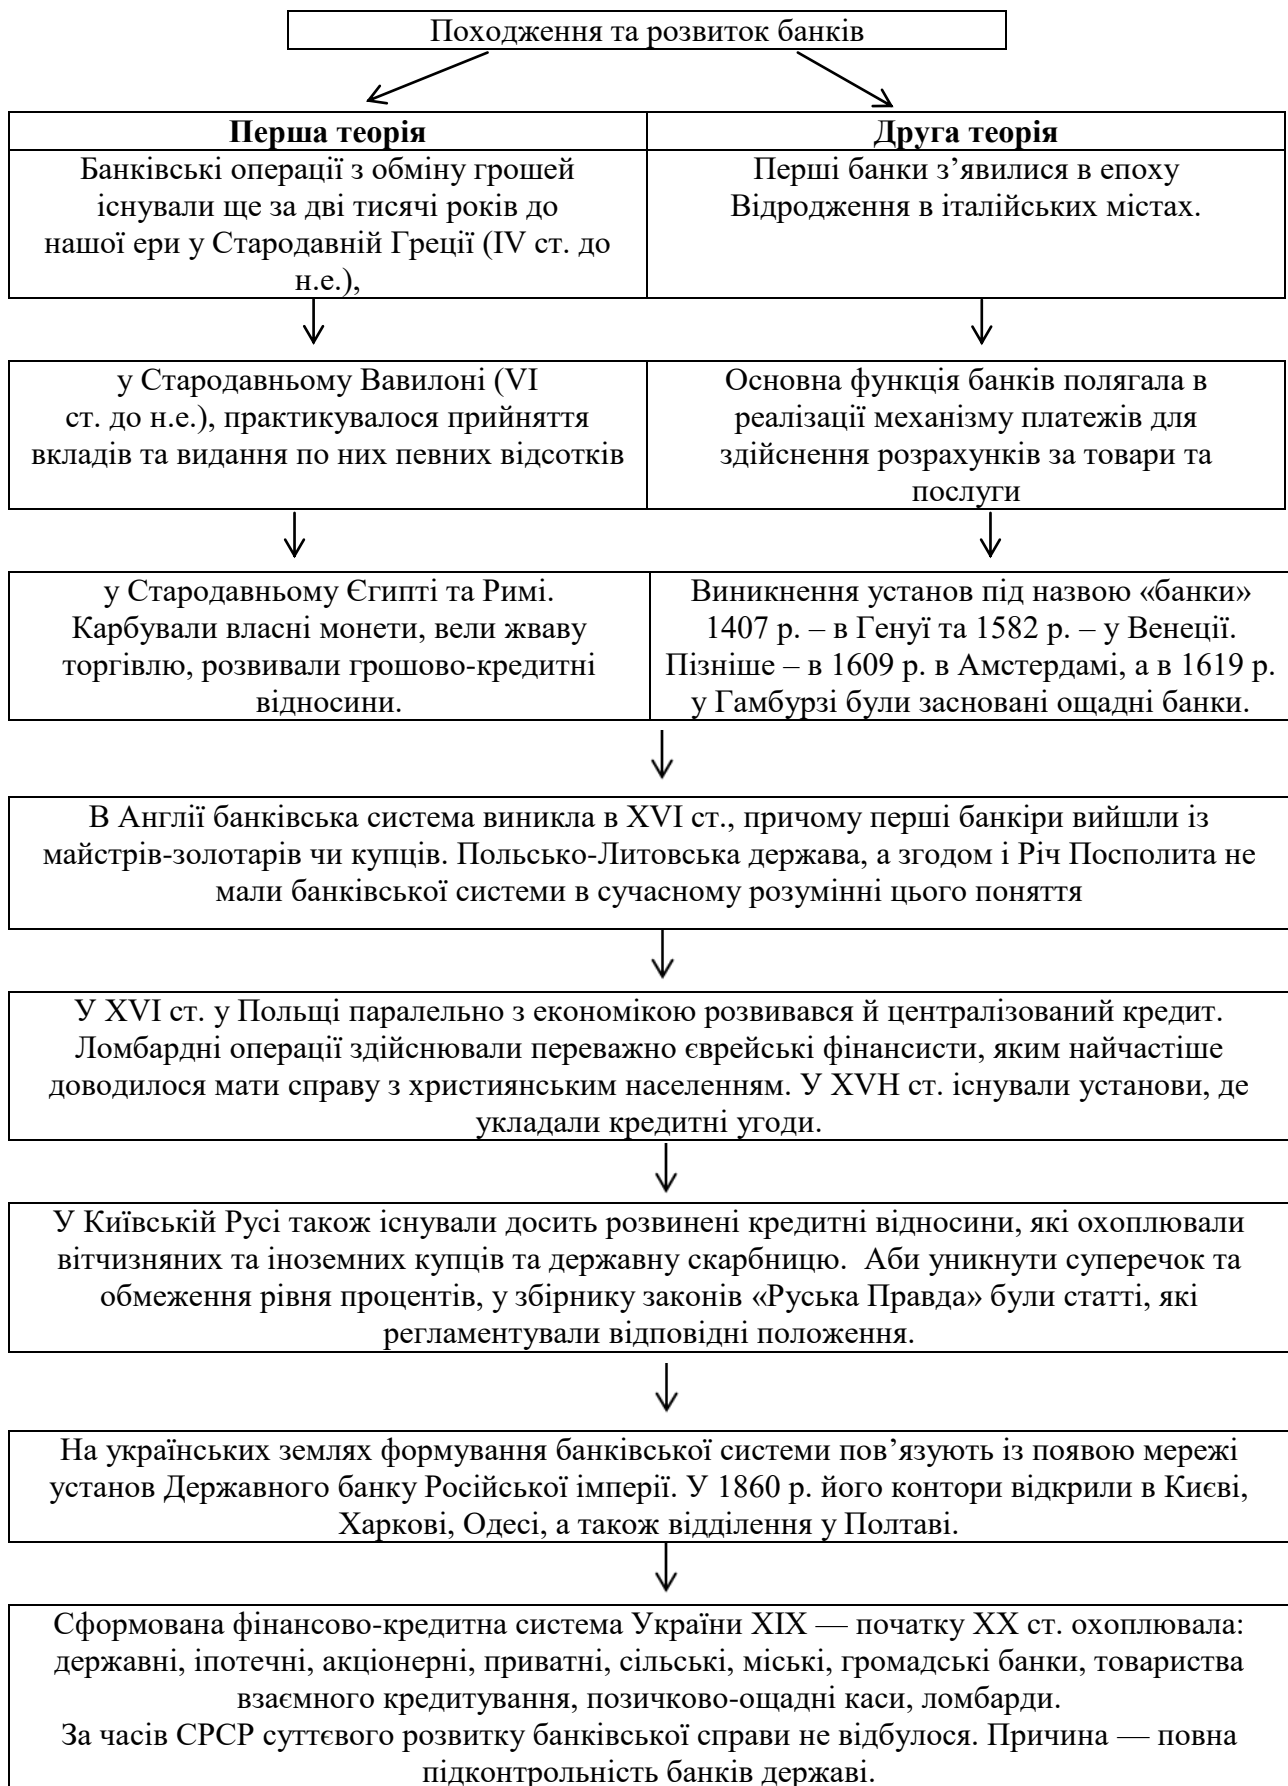 Походження та розвиток банків
Перша теорія
Банківські операції з обміну грошей
існували ще за дві тисячі років до
нашої ери у Стародавній Греції (IV ст. до
н.е.),
Друга теорія
Перші банки з’явилися в епоху
Відродження в італійських містах.
у Стародавньому Вавилоні (VI
ст. до н.е.), практикувалося прийняття
вкладів та видання по них певних відсотків
Основна функція банків полягала в
реалізації механізму платежів для
здійснення розрахунків за товари та
послуги
у Стародавньому Єгипті та Римі.
Карбували власні монети, вели жваву
торгівлю, розвивали грошово-кредитні
відносини.
Виникнення установ під назвою «банки»
1407 р. – в Генуї та 1582 р. – у Венеції.
Пізніше – в 1609 р. в Амстердамі, а в 1619 р.
у Гамбурзі були засновані ощадні банки.
В Англії банківська система виникла в XVI ст., причому перші банкіри вийшли із
майстрів-золотарів чи купців. Польсько-Литовська держава, а згодом і Річ Посполита не
мали банківської системи в сучасному розумінні цього поняття
У XVI ст. у Польщі паралельно з економікою розвивався й централізований кредит.
Ломбардні операції здійснювали переважно єврейські фінансисти, яким найчастіше
доводилося мати справу з християнським населенням. У XVH ст. існували установи, де
укладали кредитні угоди.
У Київській Русі також існували досить розвинені кредитні відносини, які охоплювали
вітчизняних та іноземних купців та державну скарбницю.  Аби уникнути суперечок та
обмеження рівня процентів, у збірнику законів «Руська Правда» були статті, які
регламентували відповідні положення.
На українських землях формування банківської системи пов’язують із появою мережі
установ Державного банку Російської імперії. У 1860 р. його контори відкрили в Києві,
Харкові, Одесі, а також відділення у Полтаві.
Сформована фінансово-кредитна система України XIX — початку XX ст. охоплювала:
державні, іпотечні, акціонерні, приватні, сільські, міські, громадські банки, товариства
взаємного кредитування, позичково-ощадні каси, ломбарди.
За часів СРСР суттєвого розвитку банківської справи не відбулося. Причина — повна
підконтрольність банків державі.